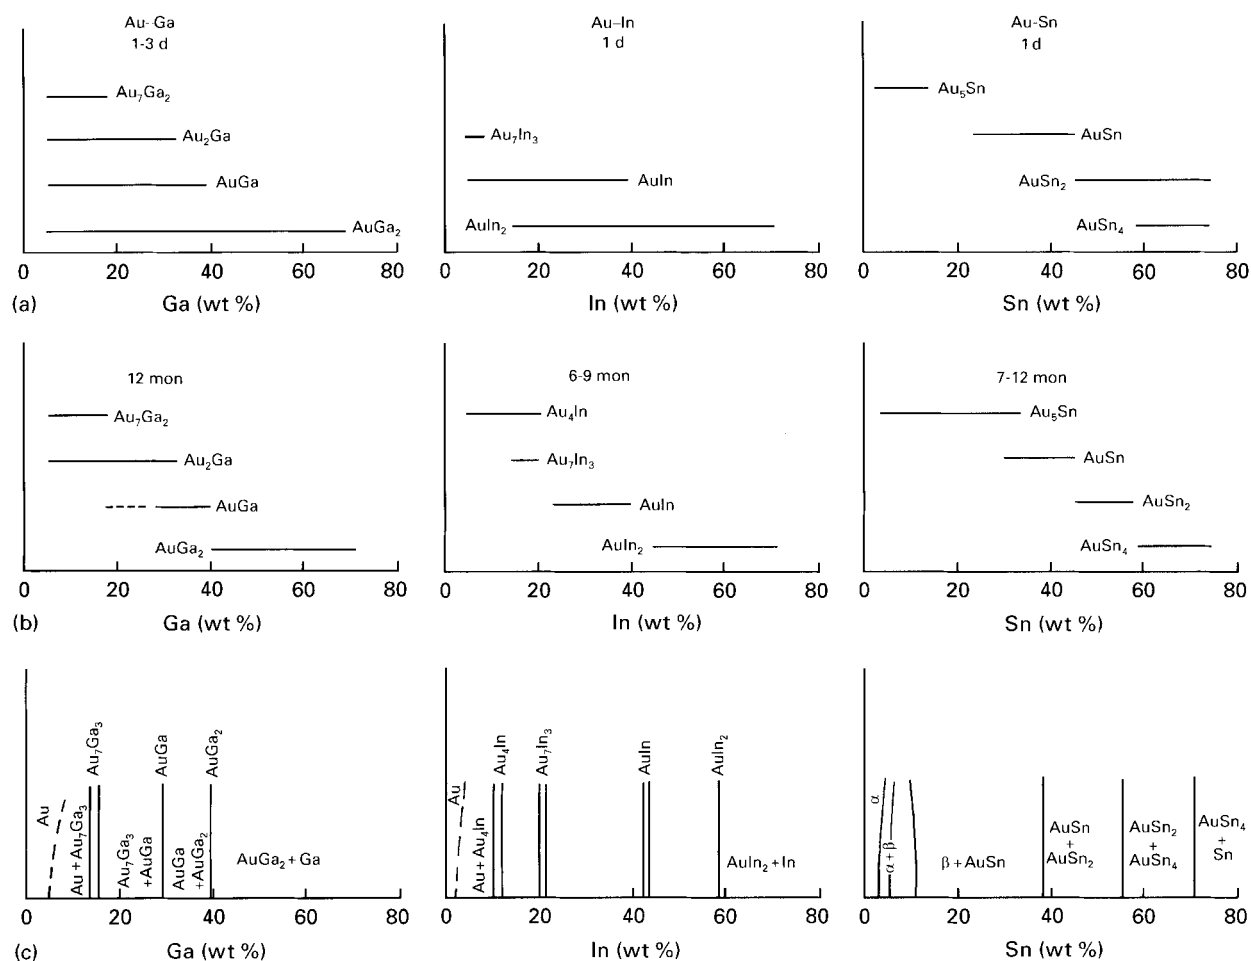 Au-Ga
1-3 d
Au₇Ga₂
Au₂Ga
AuGa
AuGa₂
0 20 40 60 80
(a) Ga (wt %)
Au–In
1 d
Au₇In₃
AuIn
AuIn₂
0 20 40 60 80
In (wt %)
Au-Sn
1 d
Au₅Sn
AuSn
AuSn₂
AuSn₄
0 20 40 60 80
Sn (wt %)
12 mon
Au₇Ga₂
Au₂Ga
AuGa
AuGa₂
0 20 40 60 80
(b) Ga (wt %)
6-9 mon
Au₄In
Au₇In₃
AuIn
AuIn₂
0 20 40 60 80
In (wt %)
7-12 mon
Au₅Sn
AuSn
AuSn₂
AuSn₄
0 20 40 60 80
Sn (wt %)
Au
Au + Au₇Ga₃
Au₇Ga₃
Au₇Ga₃
+AuGa
AuGa
AuGa
+AuGa₂
AuGa₂
AuGa₂ + Ga
0 20 40 60 80
(c) Ga (wt %)
Au
Au + Au₄In
Au₄In
Au₇In₃
AuIn
AuIn₂
AuIn₂ + In
0 20 40 60 80
In (wt %)
α
α + β
β + AuSn
AuSn
+
AuSn₂
AuSn₂
+
AuSn₄
AuSn₄
+
Sn
0 20 40 60 80
Sn (wt %)